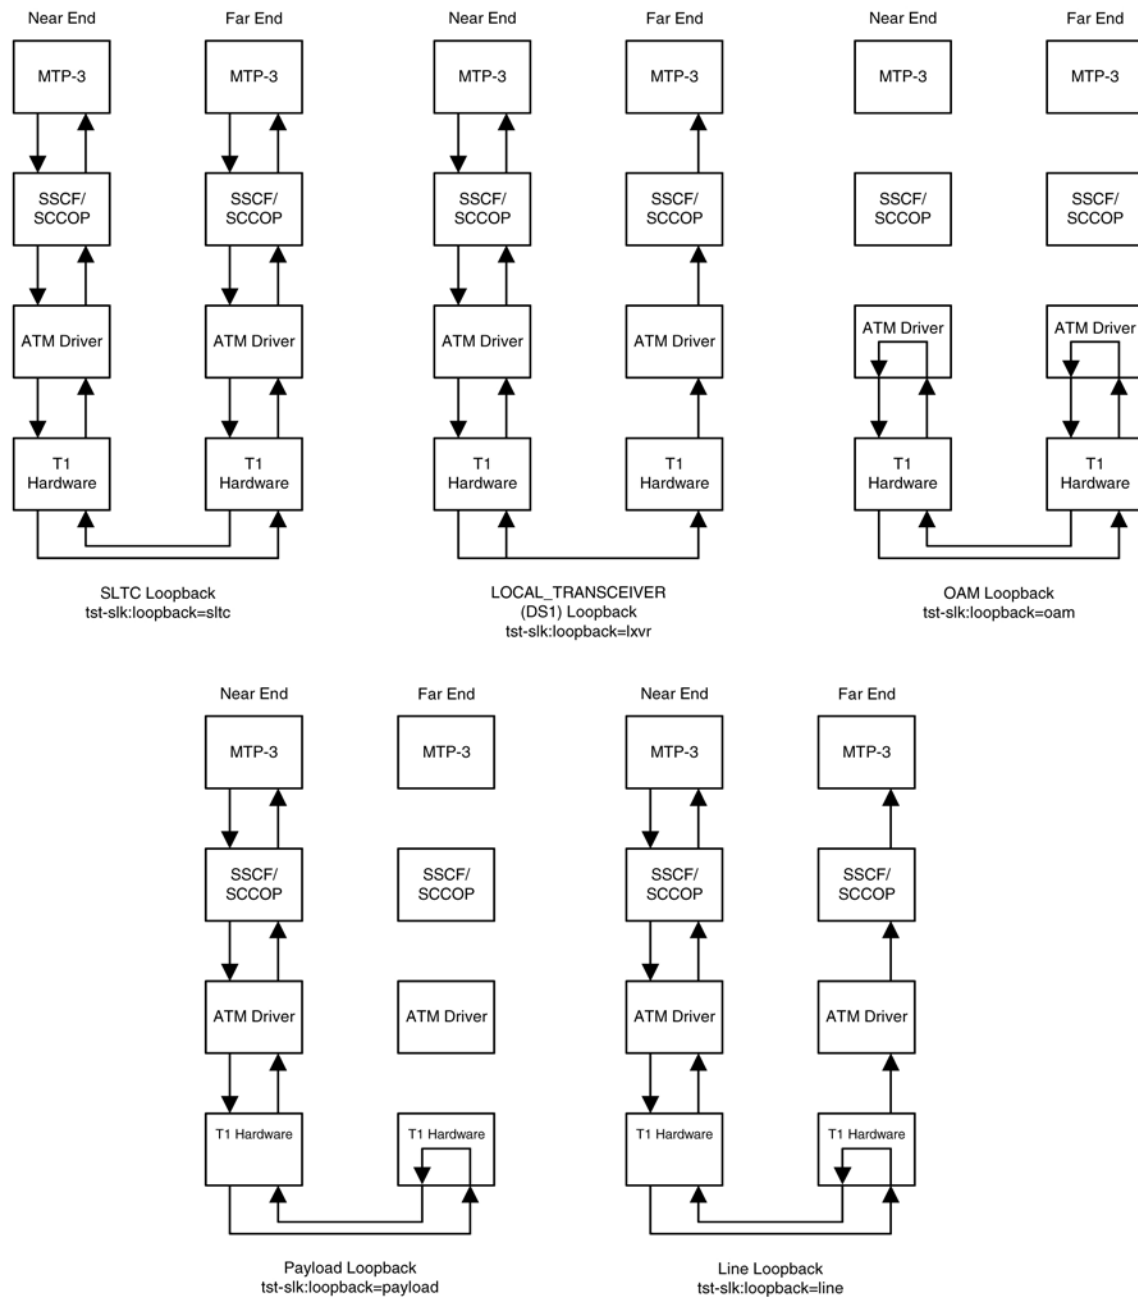 Near End
Far End
MTP-3
MTP-3
SSCF/
SCCOP
SSCF/
SCCOP
ATM Driver
ATM Driver
T1
Hardware
T1
Hardware
SLTC Loopback
tst-slk:loopback=sltc
Near End
Far End
MTP-3
MTP-3
SSCF/
SCCOP
SSCF/
SCCOP
ATM Driver
ATM Driver
T1
Hardware
T1
Hardware
LOCAL_TRANSCEIVER
(DS1) Loopback
tst-slk:loopback=lxvr
Near End
Far End
MTP-3
MTP-3
SSCF/
SCCOP
SSCF/
SCCOP
ATM Driver
ATM Driver
T1
Hardware
T1
Hardware
OAM Loopback
tst-slk:loopback=oam
Near End
Far End
MTP-3
MTP-3
SSCF/
SCCOP
SSCF/
SCCOP
ATM Driver
ATM Driver
T1 Hardware
T1 Hardware
Payload Loopback
tst-slk:loopback=payload
Near End
Far End
MTP-3
MTP-3
SSCF/
SCCOP
SSCF/
SCCOP
ATM Driver
ATM Driver
T1 Hardware
T1 Hardware
Line Loopback
tst-slk:loopback=line